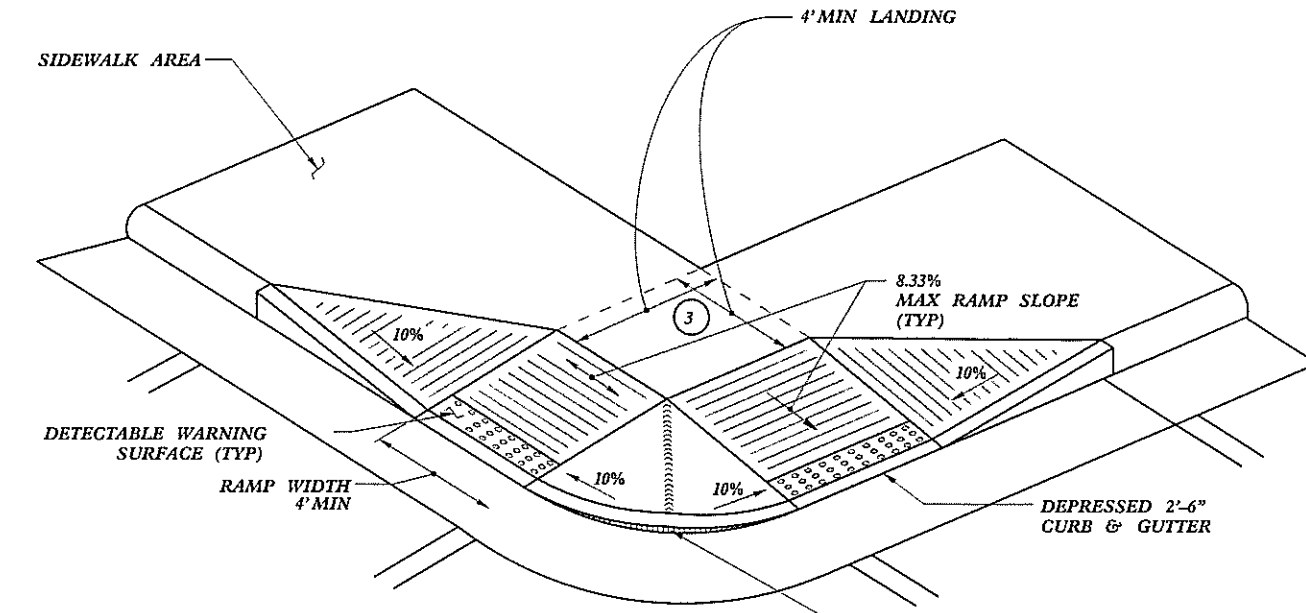 4' MIN LANDING
SIDEWALK AREA
8.33%
MAX RAMP SLOPE
(TYP)
3
10%
10%
DETECTABLE WARNING
SURFACE (TYP)
RAMP WIDTH
4' MIN
10%
10%
DEPRESSED 2'-6"
CURB & GUTTER